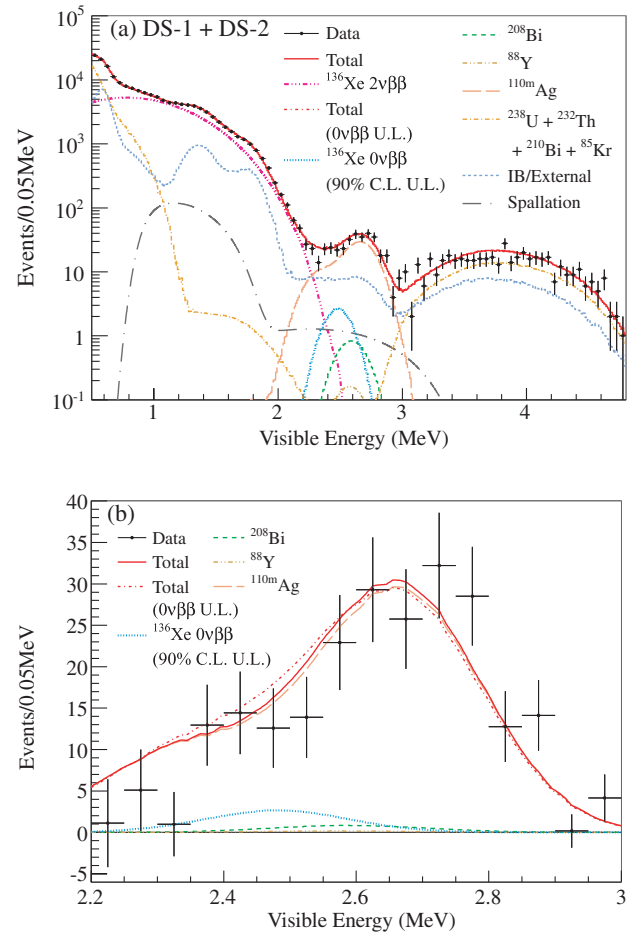 (a) DS-1 + DS-2
Data
Total
¹³⁶Xe 2νββ
Total
(0νββ U.L.)
¹³⁶Xe 0νββ
(90% C.L. U.L.)
²⁰⁸Bi
⁸⁸Y
¹¹⁰ᵐAg
²³⁸U + ²³²Th
+ ²¹⁰Bi + ⁸⁵Kr
IB/External
Spallation
Events/0.05MeV
10⁶
10⁵
10⁴
10³
10²
10
1
10⁻¹
1 2 3 4
Visible Energy (MeV)
(b)
Data
Total
Total
(0νββ U.L.)
¹³⁶Xe 0νββ
(90% C.L. U.L.)
²⁰⁸Bi
⁸⁸Y
¹¹⁰ᵐAg
Events/0.05MeV
40
35
30
25
20
15
10
5
0
-5
2.2 2.4 2.6 2.8 3
Visible Energy (MeV)